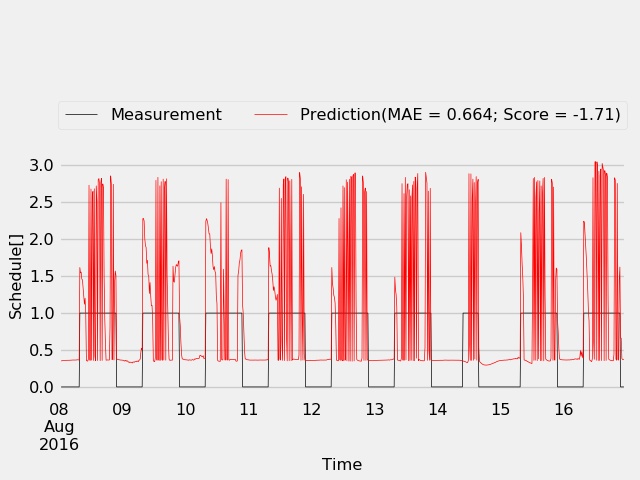 Measurement
Prediction(MAE = 0.664; Score = -1.71)
Schedule[]
3.0
2.5
2.0
1.5
1.0
0.5
0.0
08 09 10 11 12 13 14 15 16
Aug
2016
Time